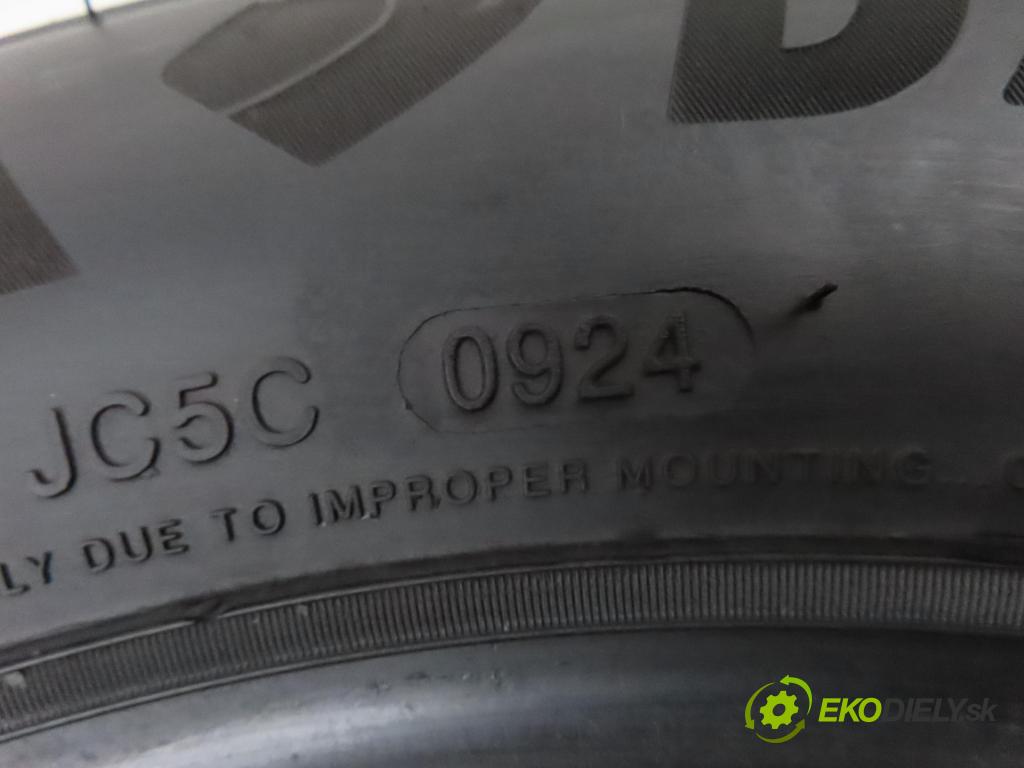 JC5C 0924
LY DUE TO IMPROPER MOUNTING...
EKODIELY.sk